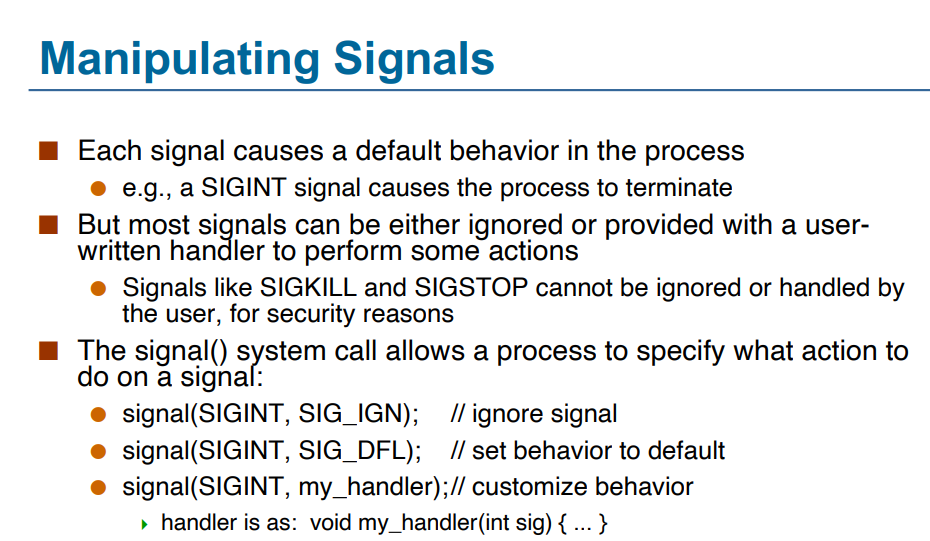 Manipulating Signals
Each signal causes a default behavior in the process
e.g., a SIGINT signal causes the process to terminate
But most signals can be either ignored or provided with a user-
written handler to perform some actions
Signals like SIGKILL and SIGSTOP cannot be ignored or handled by
the user, for security reasons
The signal() system call allows a process to specify what action to
do on a signal:
signal(SIGINT, SIG_IGN); // ignore signal
signal(SIGINT, SIG_DFL); // set behavior to default
signal(SIGINT, my_handler);// customize behavior
handler is as: void my_handler(int sig) { ... }